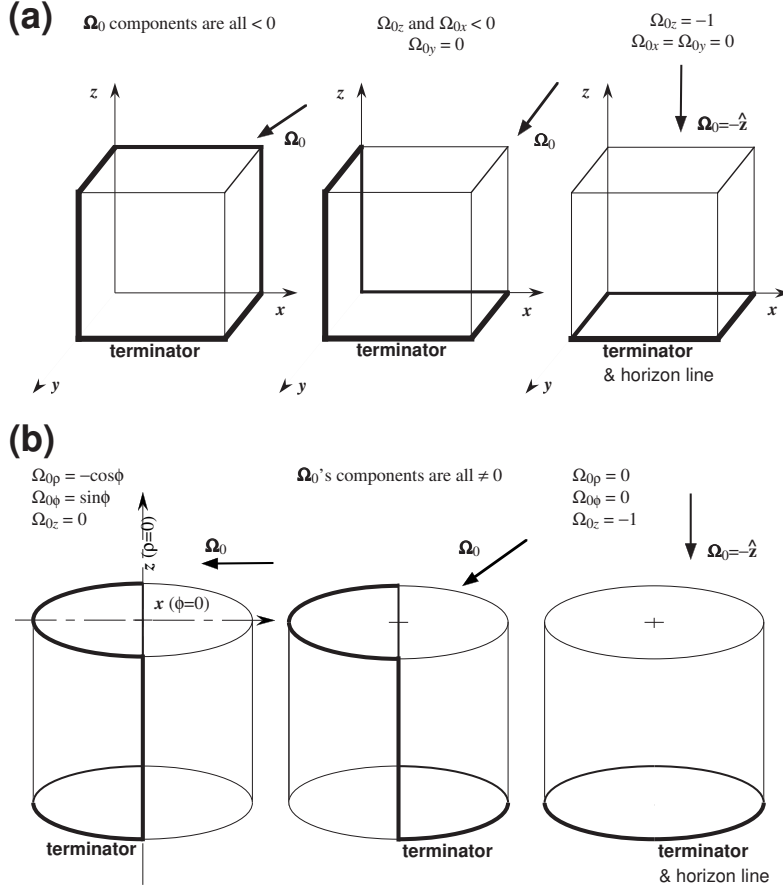 (a)
Ω₀ components are all < 0
Ω₀z and Ω₀x < 0
Ω₀y = 0
Ω₀z = −1
Ω₀x = Ω₀y = 0
z
z
z
Ω₀
Ω₀
Ω₀=−ẑ
x
x
x
terminator
terminator
terminator
& horizon line
y
y
y
(b)
Ω₀ρ = −cosϕ
Ω₀ϕ = sinϕ
Ω₀z = 0
Ω₀'s components are all ≠ 0
Ω₀ρ = 0
Ω₀ϕ = 0
Ω₀z = −1
z (ρ=0)
Ω₀
Ω₀
Ω₀=−ẑ
x (ϕ=0)
terminator
terminator
terminator
& horizon line